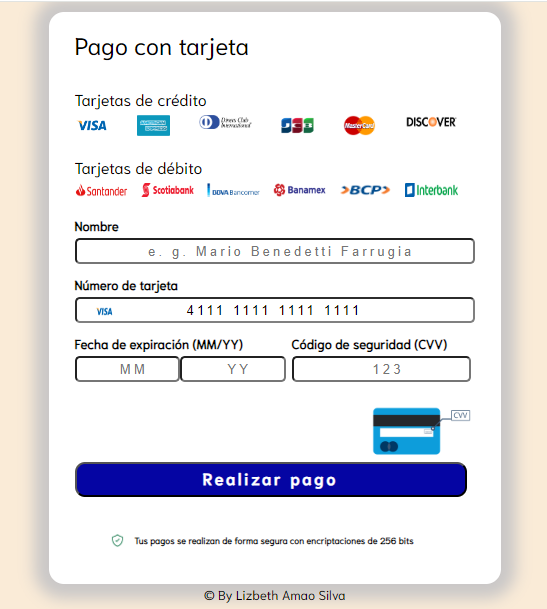 Pago con tarjeta
Tarjetas de crédito
VISA AMERICAN EXPRESS Diners Club International JCB MasterCard DISCOVER
Tarjetas de débito
Santander Scotiabank BBVA Bancomer Banamex BCP Interbank
Nombre
e. g. Mario Benedetti Farrugia
Número de tarjeta
VISA 4111 1111 1111 1111
Fecha de expiración (MM/YY) Código de seguridad (CVV)
MM YY 123
CVV
Realizar pago
Tus pagos se realizan de forma segura con encriptaciones de 256 bits
© By Lizbeth Amao Silva